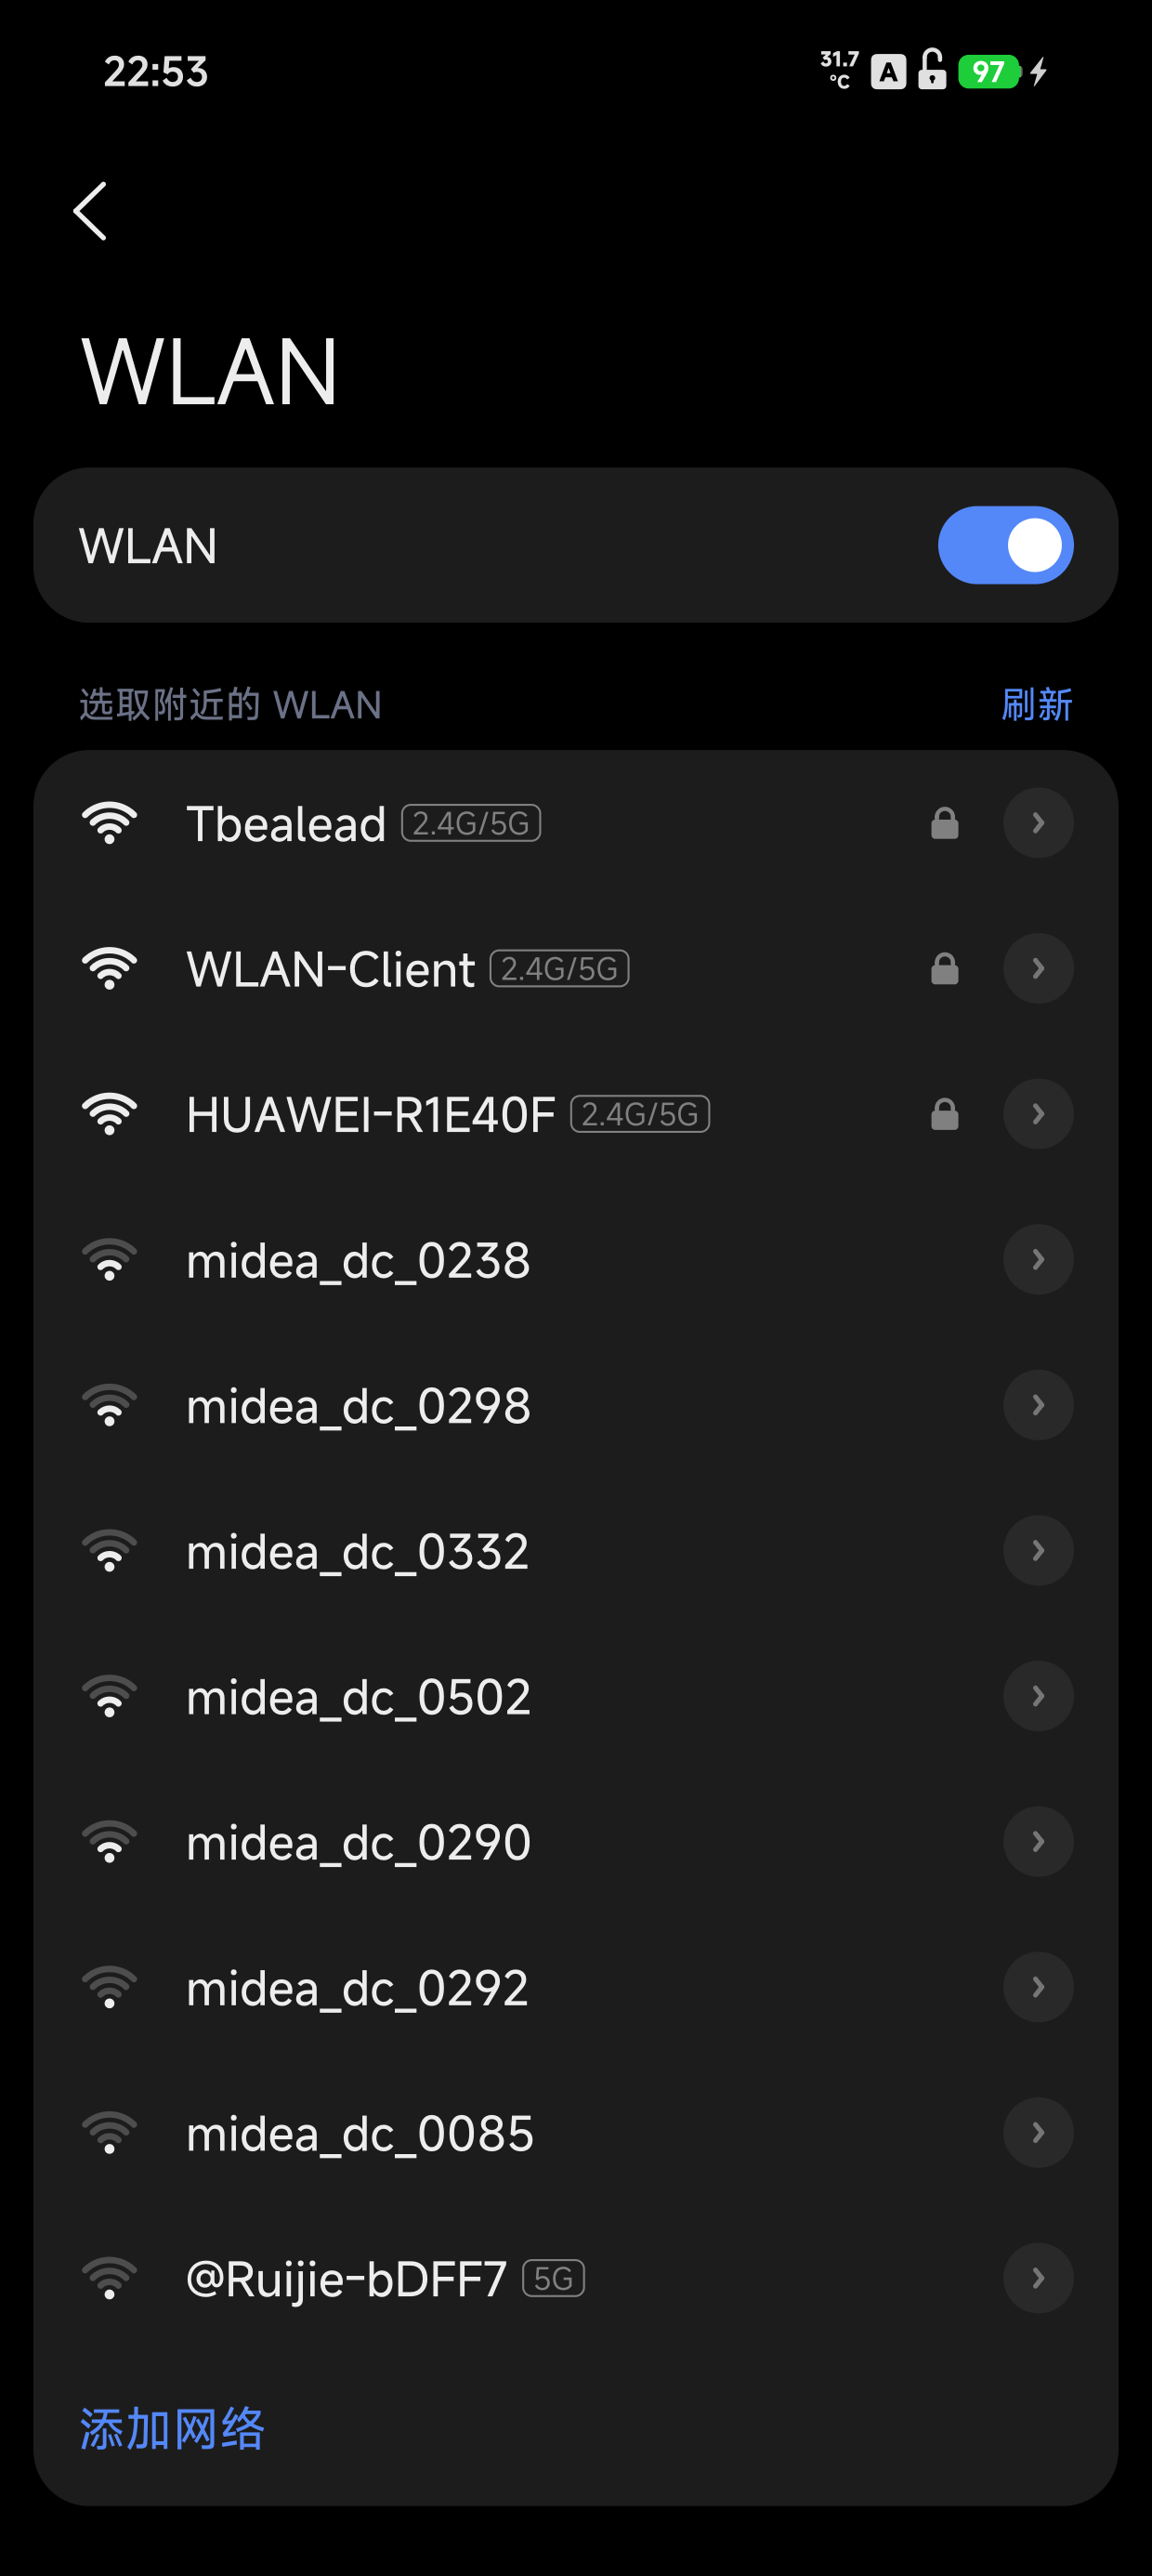 22:53
31.7
°C
A
97
WLAN
WLAN
选取附近的 WLAN
刷新
Tbealead 2.4G/5G
WLAN-Client 2.4G/5G
HUAWEI-R1E40F 2.4G/5G
midea_dc_0238
midea_dc_0298
midea_dc_0332
midea_dc_0502
midea_dc_0290
midea_dc_0292
midea_dc_0085
@Ruijie-bDFF7 5G
添加网络